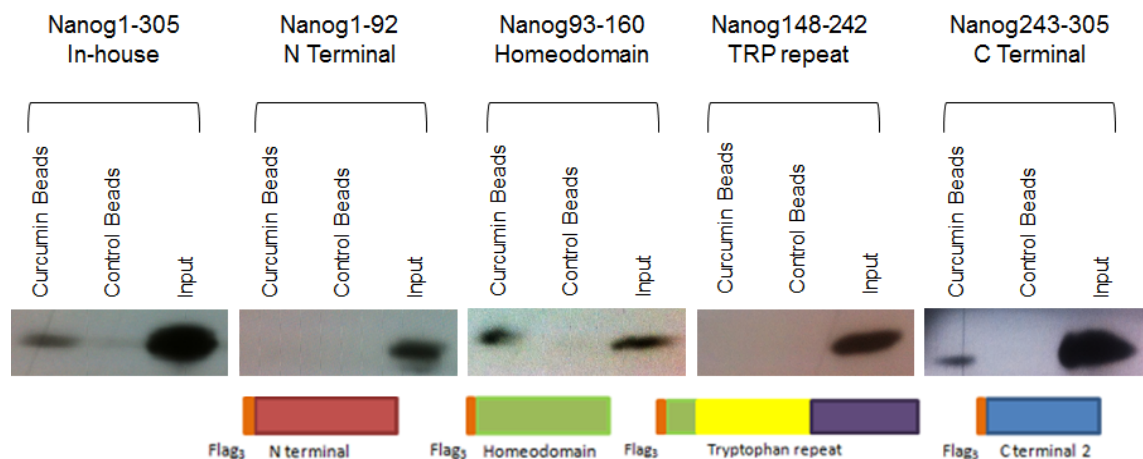 Nanog1-305
In-house
Nanog1-92
N Terminal
Nanog93-160
Homeodomain
Nanog148-242
TRP repeat
Nanog243-305
C Terminal
Curcumin Beads
Control Beads
Input
Curcumin Beads
Control Beads
Input
Curcumin Beads
Control Beads
Input
Curcumin Beads
Control Beads
Input
Curcumin Beads
Control Beads
Input
Flag3 N terminal
Flag3 Homeodomain
Flag3 Tryptophan repeat
Flag3 C terminal 2